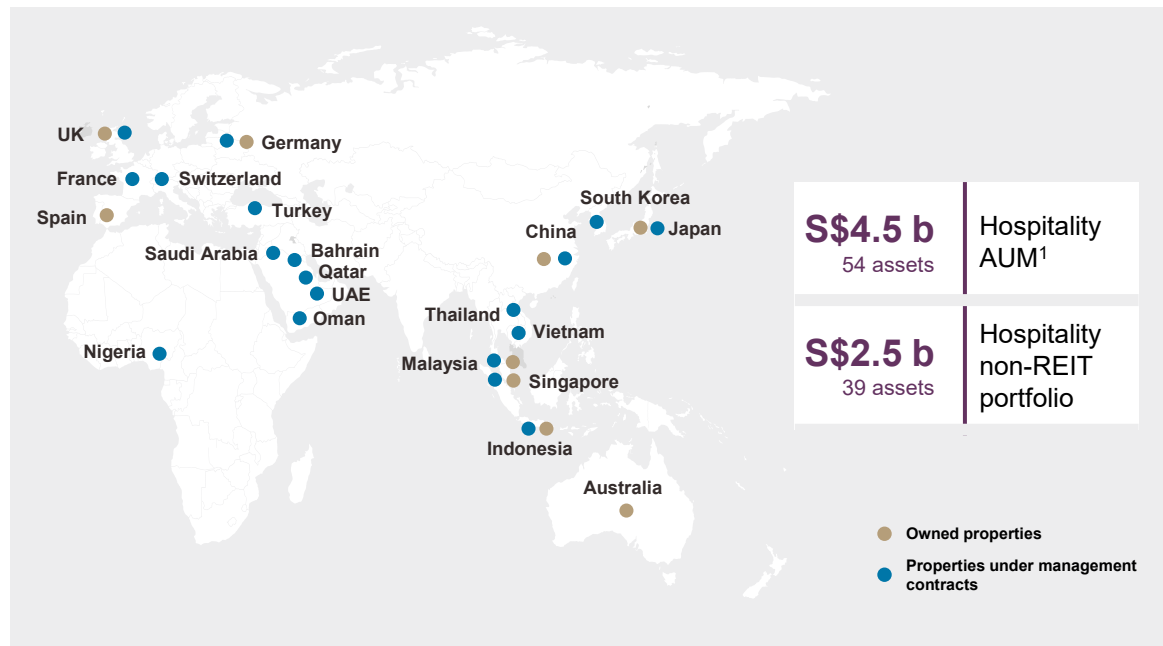 UK
Germany
France
Switzerland
Spain
Turkey
Saudi Arabia
Bahrain
Qatar
UAE
Oman
Nigeria
South Korea
China
Japan
Thailand
Vietnam
Malaysia
Singapore
Indonesia
Australia
S$4.5 b
54 assets
Hospitality
AUM¹
S$2.5 b
39 assets
Hospitality
non-REIT
portfolio
Owned properties
Properties under management
contracts